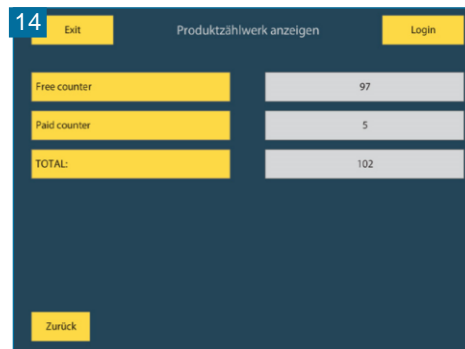 14
Exit Produktzählwerk anzeigen Login
Free counter 97
Paid counter 5
TOTAL: 102
Zurück